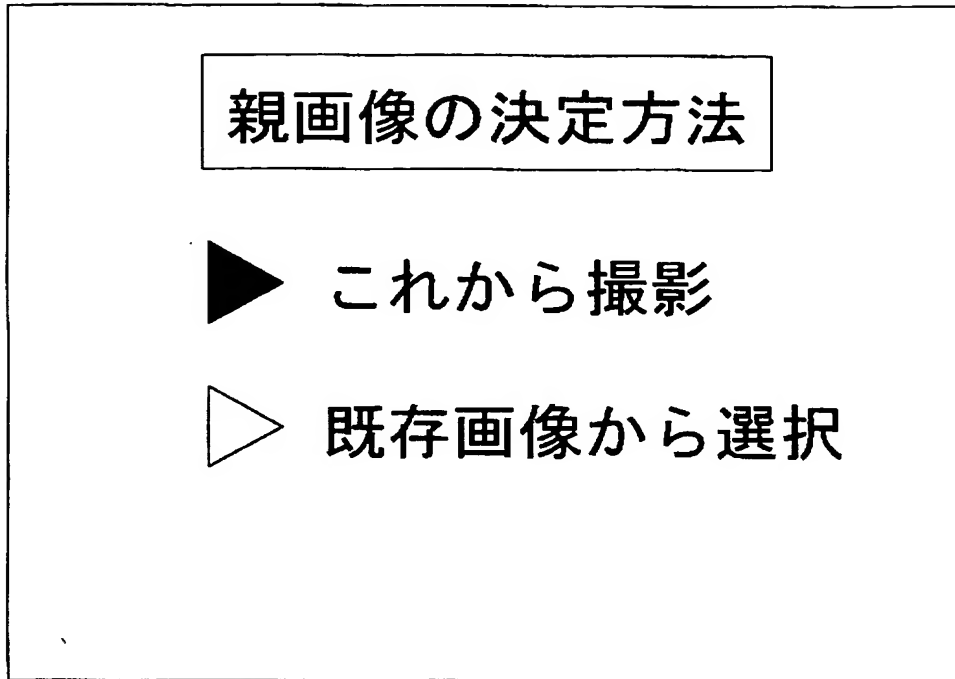 親画像の決定方法
これから撮影
既存画像から選択